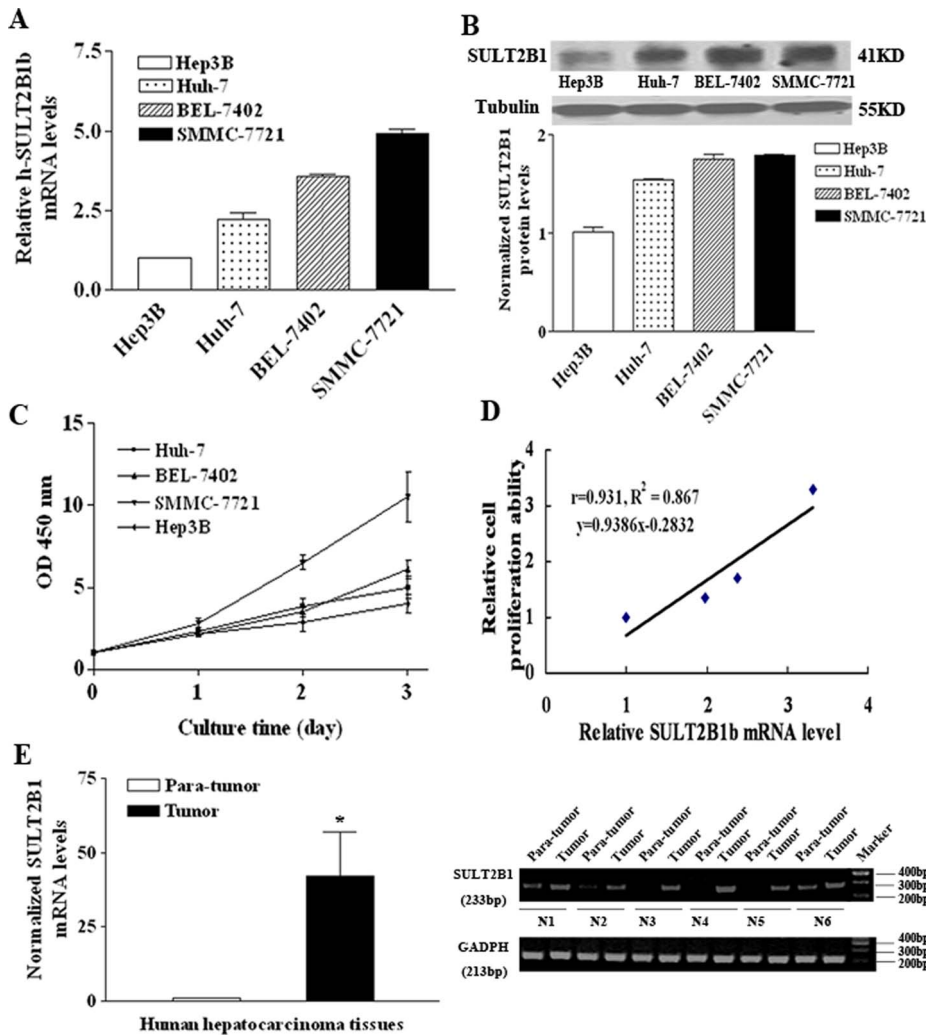 A
Relative h-SULT2B1b
mRNA levels
7.5
5.0
2.5
0.0
Hep3B
Huh-7
BEL-7402
SMMC-7721
Hep3B
Huh-7
BEL-7402
SMMC-7721
B
SULT2B1
41KD
Hep3B Huh-7 BEL-7402 SMMC-7721
Tubulin
55KD
Normalized SULT2B1
protein levels
2
1
0
Hep3B
Huh-7
BEL-7402
SMMC-7721
Hep3B
Huh-7
BEL-7402
SMMC-7721
C
OD 450 nm
15
10
5
0
Huh-7
BEL-7402
SMMC-7721
Hep3B
0 1 2 3
Culture time (day)
D
Relative cell
proliferation ability
4
3
2
1
0
r=0.931, R² = 0.867
y=0.9386x-0.2832
0 1 2 3 4
Relative SULT2B1b mRNA level
E
Normalized SULT2B1
mRNA levels
75
50
25
0
Para-tumor
Tumor
*
Human hepatocarcinoma tissues
Para-tumor Tumor Para-tumor Tumor Para-tumor Tumor Para-tumor Tumor Para-tumor Tumor Para-tumor Tumor Marker
SULT2B1
(233bp)
400bp
300bp
200bp
N1 N2 N3 N4 N5 N6
GADPH
(213bp)
400bp
300bp
200bp